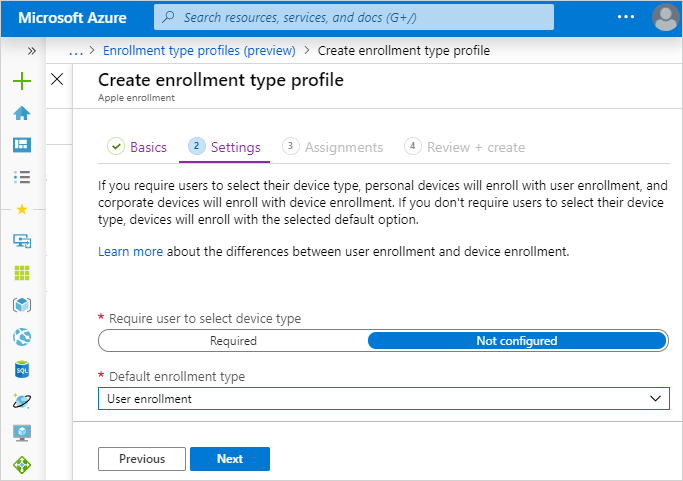 Microsoft Azure
Search resources, services, and docs (G+/)
...
»
... > Enrollment type profiles (preview) > Create enrollment type profile
Create enrollment type profile
Apple enrollment
Basics
2 Settings
3 Assignments
4 Review + create
If you require users to select their device type, personal devices will enroll with user enrollment, and
corporate devices will enroll with device enrollment. If you don't require users to select their device
type, devices will enroll with the selected default option.
Learn more about the differences between user enrollment and device enrollment.
* Require user to select device type
Required
Not configured
* Default enrollment type
User enrollment
SQL
Previous
Next